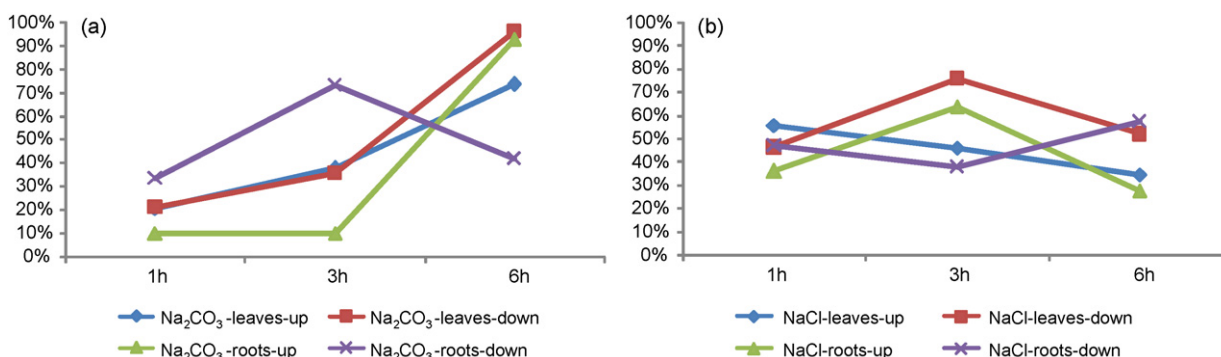 (a)
100%
90%
80%
70%
60%
50%
40%
30%
20%
10%
0%
1h 3h 6h
Na₂CO₃-leaves-up Na₂CO₃-leaves-down
Na₂CO₃-roots-up Na₂CO₃-roots-down
(b)
100%
90%
80%
70%
60%
50%
40%
30%
20%
10%
0%
1h 3h 6h
NaCl-leaves-up NaCl-leaves-down
NaCl-roots-up NaCl-roots-down